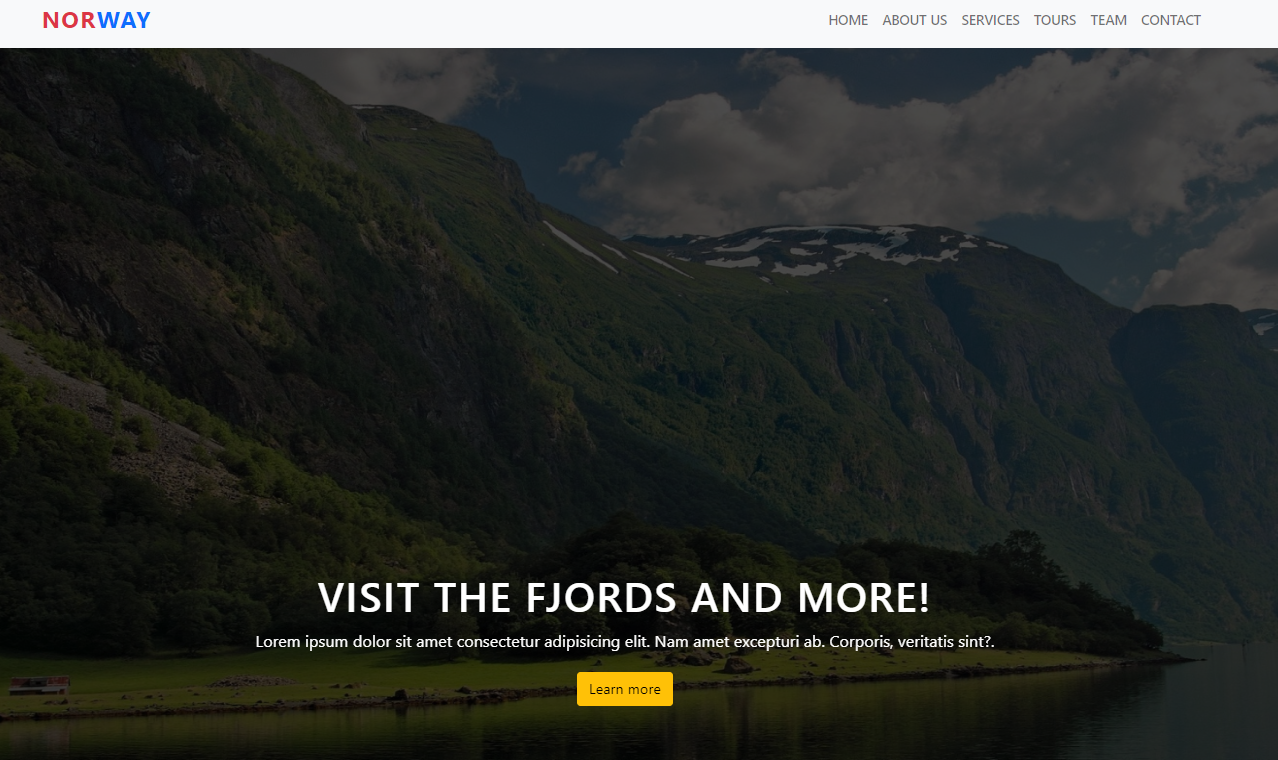 NORWAY
HOME ABOUT US SERVICES TOURS TEAM CONTACT
VISIT THE FJORDS AND MORE!
Lorem ipsum dolor sit amet consectetur adipisicing elit. Nam amet excepturi ab. Corporis, veritatis sint?.
Learn more